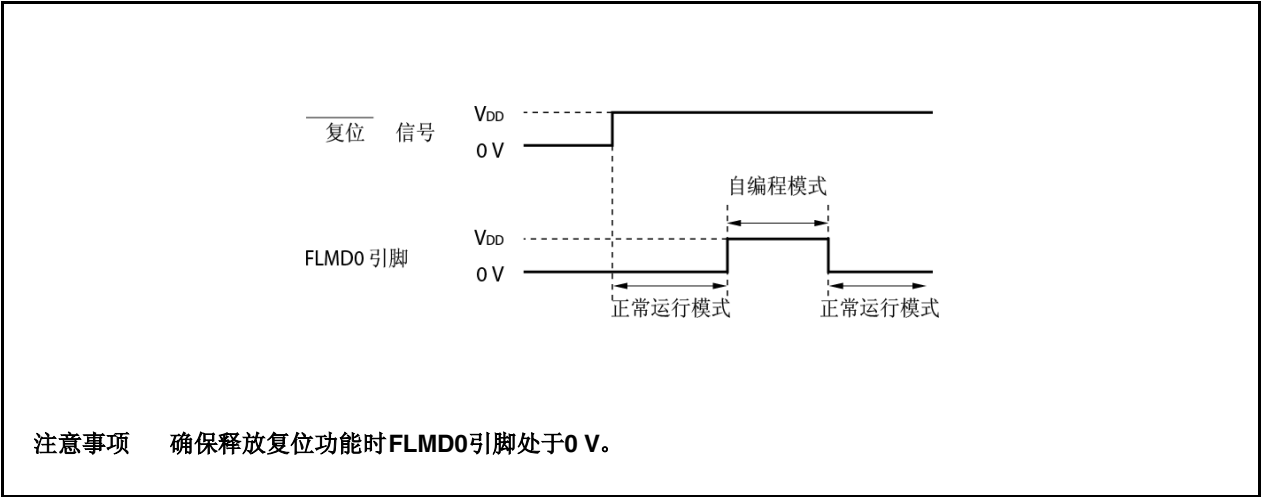 VDD
复位 信号
0 V
自编程模式
VDD
FLMD0 引脚
0 V
正常运行模式 正常运行模式
注意事项 确保释放复位功能时FLMD0引脚处于0 V。